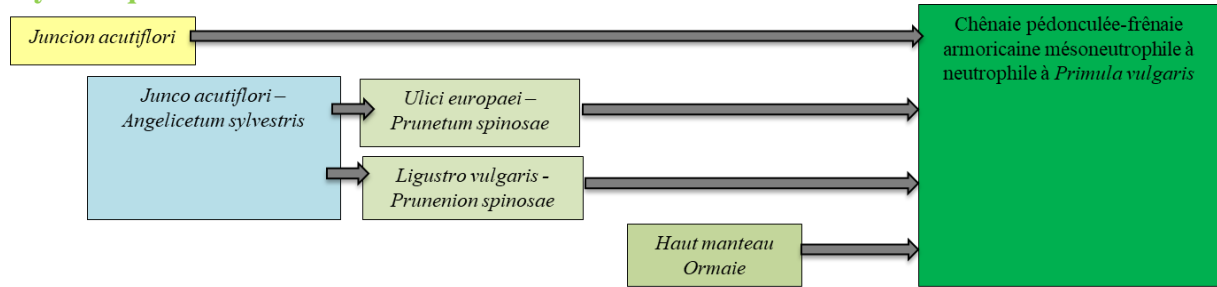 Juncion acutiflori
Chênaie pédonculée-frênaie
armoricaine mésoneutrophile à
neutrophile à Primula vulgaris
Junco acutiflori –
Angelicetum sylvestris
Ulici europaei –
Prunetum spinosae
Ligustro vulgaris -
Prunenion spinosae
Haut manteau
Ormaie